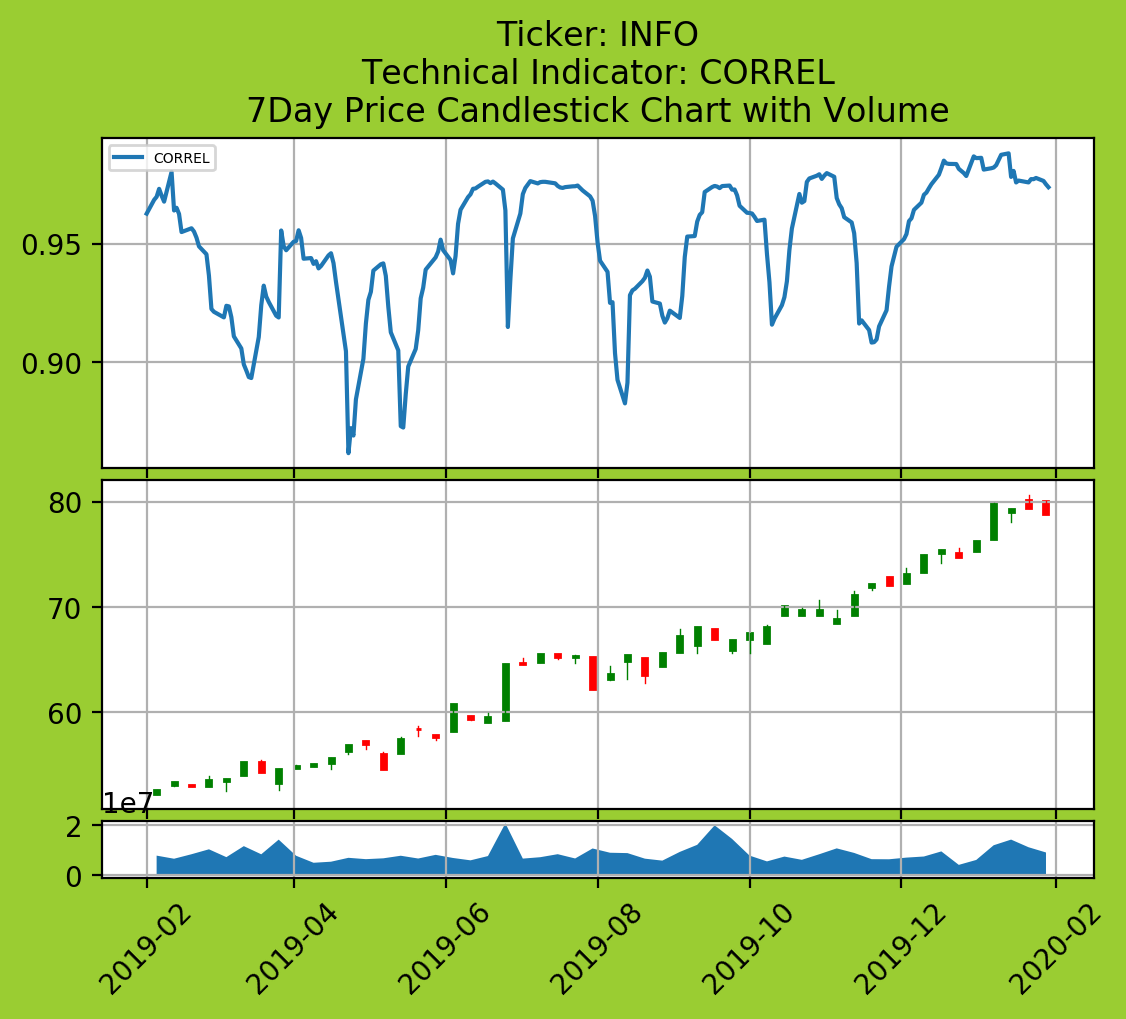 Ticker: INFO
Technical Indicator: CORREL
7Day Price Candlestick Chart with Volume
CORREL
0.95
0.90
80
70
60
1e7
2
0
2019-02
2019-04
2019-06
2019-08
2019-10
2019-12
2020-02